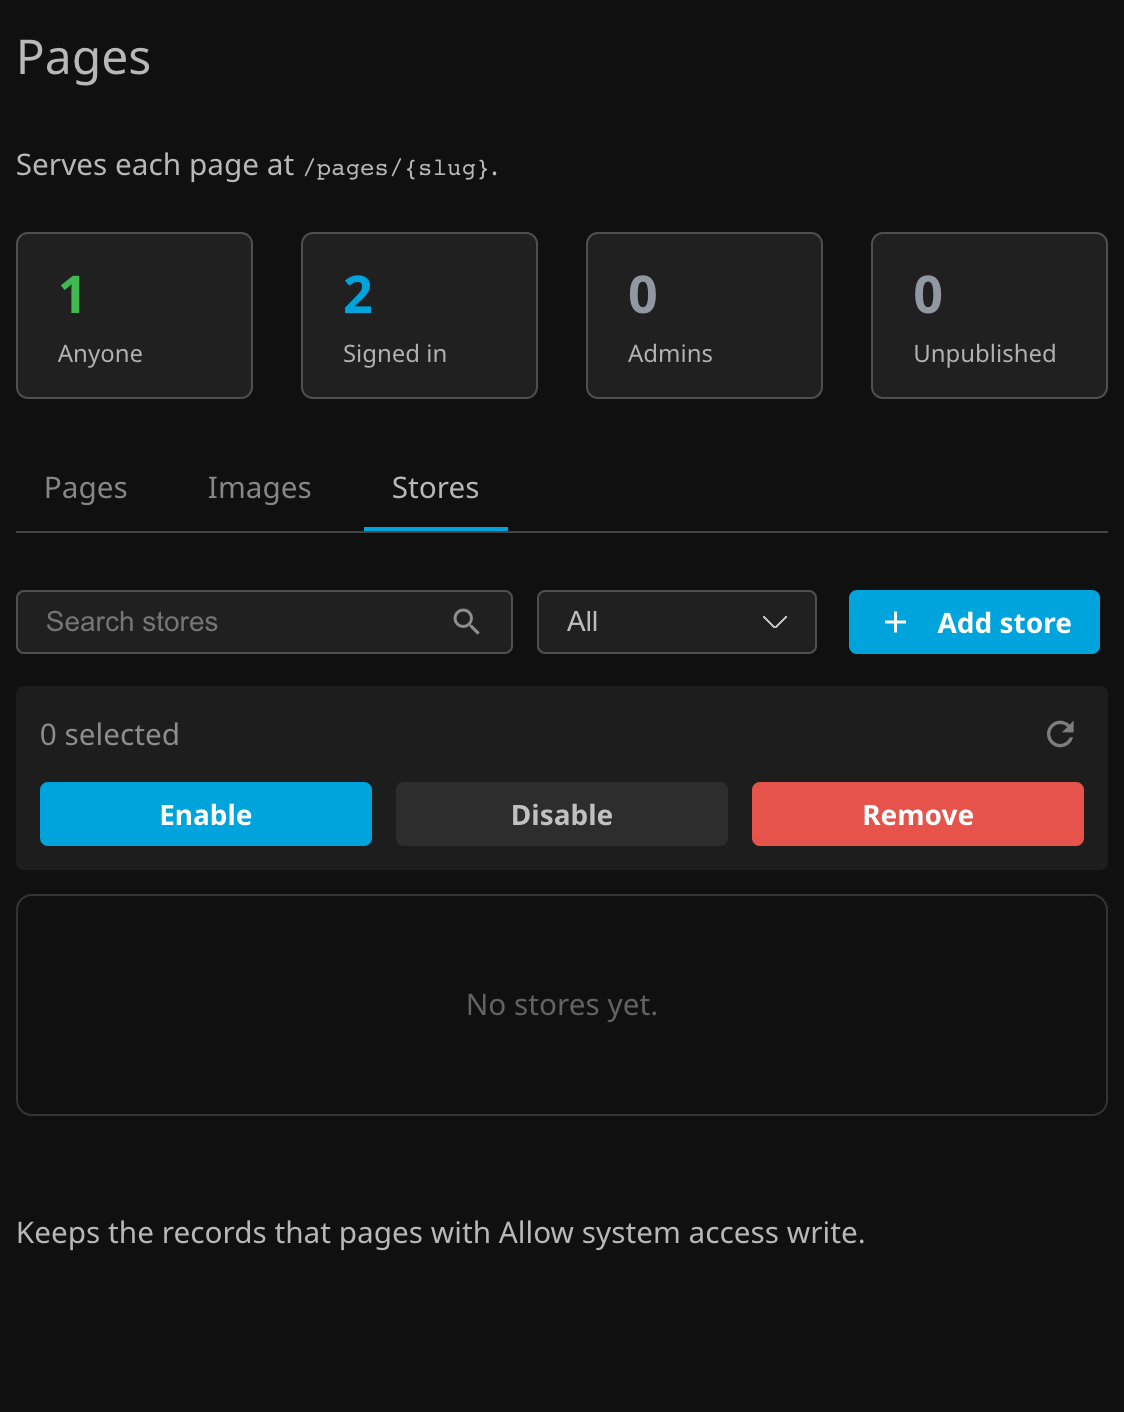 Pages
Serves each page at /pages/{slug}.
1
Anyone
2
Signed in
0
Admins
0
Unpublished
Pages
Images
Stores
Search stores
All
+ Add store
0 selected
Enable
Disable
Remove
No stores yet.
Keeps the records that pages with Allow system access write.